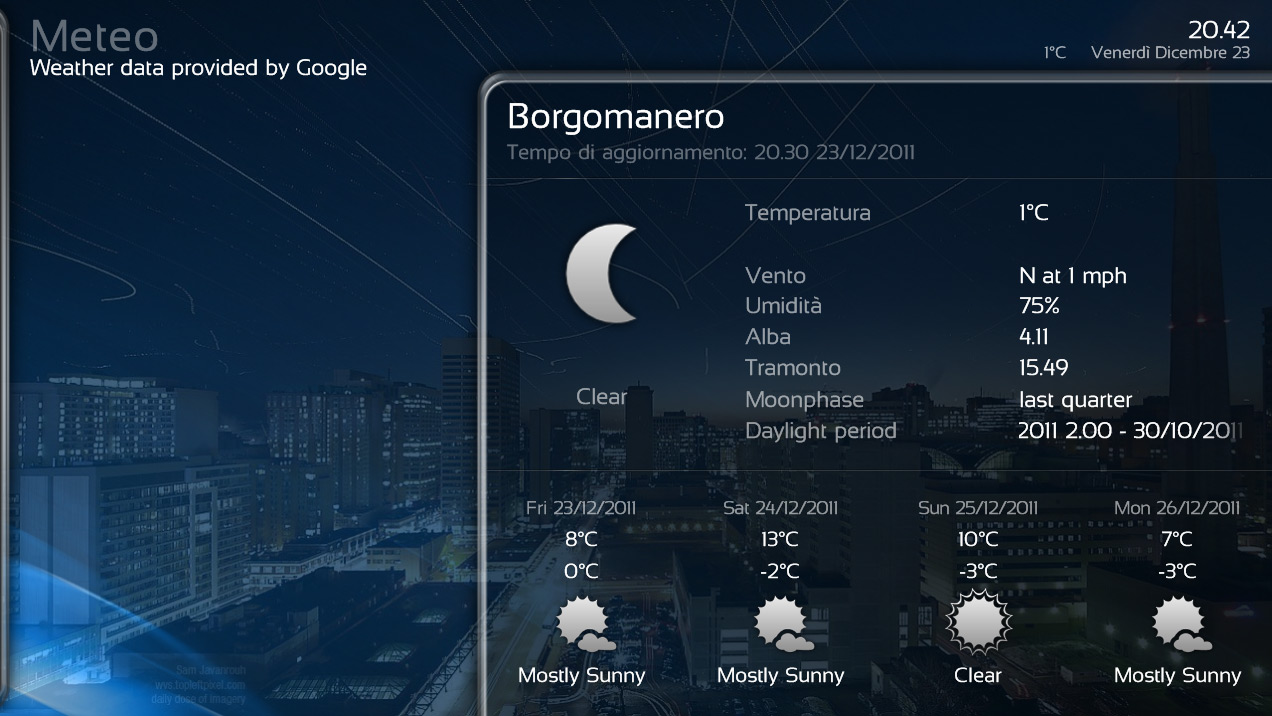 Meteo
Weather data provided by Google
20.42
1°C Venerdì Dicembre 23
Borgomanero
Tempo di aggiornamento: 20.30 23/12/2011
Clear
Temperatura 1°C
Vento N at 1 mph
Umidità 75%
Alba 4.11
Tramonto 15.49
Moonphase last quarter
Daylight period 2011 2.00 - 30/10/2011
Fri 23/12/2011 Sat 24/12/2011 Sun 25/12/2011 Mon 26/12/2011
8°C 13°C 10°C 7°C
0°C -2°C -3°C -3°C
Mostly Sunny Mostly Sunny Clear Mostly Sunny
Sam Javanrouh
wvs.topleftpixel.com
daily dose of imagery